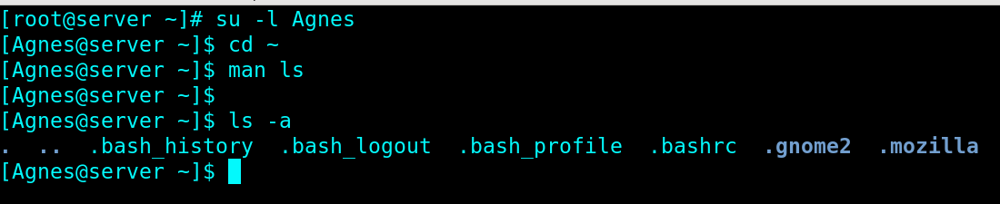 [root@server ~]# su -l Agnes
[Agnes@server ~]$ cd ~
[Agnes@server ~]$ man ls
[Agnes@server ~]$
[Agnes@server ~]$ ls -a
.  ..  .bash_history  .bash_logout  .bash_profile  .bashrc  .gnome2  .mozilla
[Agnes@server ~]$